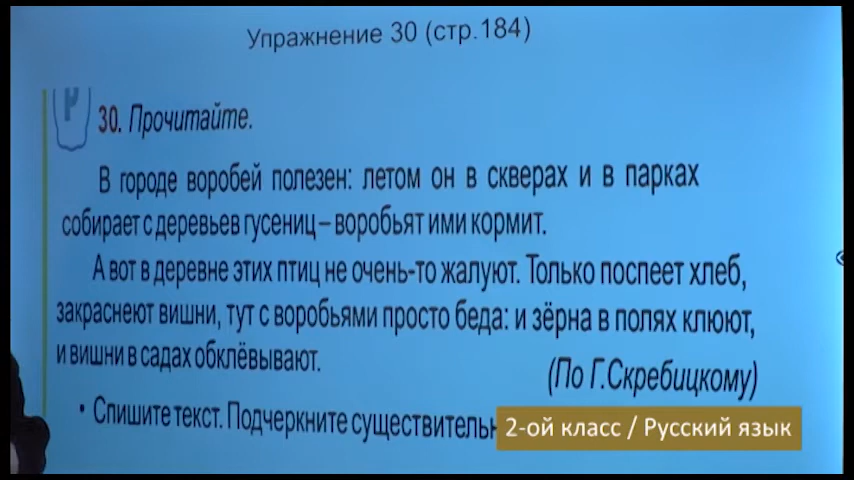 Упражнение 30 (стр.184)
Р
30. Прочитайте.
В городе воробей полезен: летом он в скверах и в парках
собирает с деревьев гусениц – воробьят ими кормит.
А вот в деревне этих птиц не очень-то жалуют. Только поспеет хлеб,
закраснеют вишни, тут с воробьями просто беда: и зёрна в полях клюют,
и вишни в садах обклёвывают.
(По Г.Скребицкому)
• Спишите текст. Подчеркните
2-ой класс / Русский язык